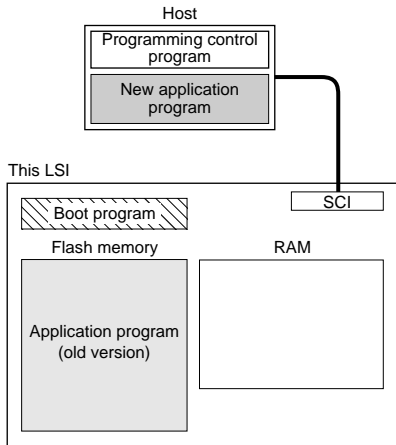 Host
Programming control
program
New application
program
This LSI
SCI
Boot program
Flash memory
RAM
Application program
(old version)